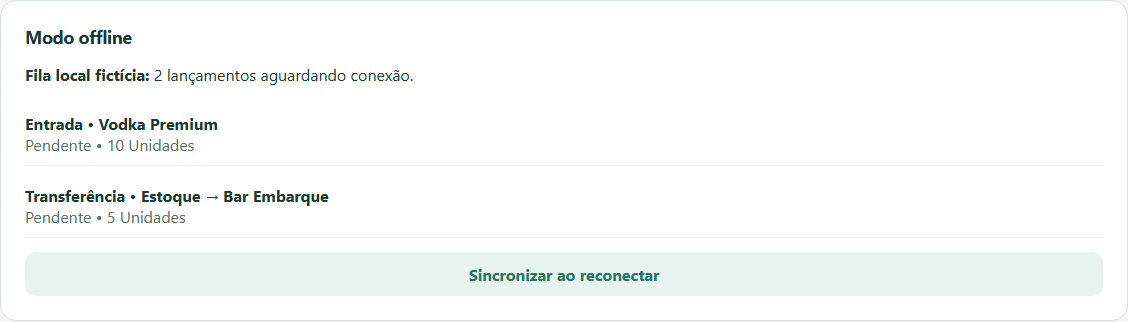 Modo offline
Fila local fictícia: 2 lançamentos aguardando conexão.
Entrada • Vodka Premium
Pendente • 10 Unidades
Transferência • Estoque → Bar Embarque
Pendente • 5 Unidades
Sincronizar ao reconectar